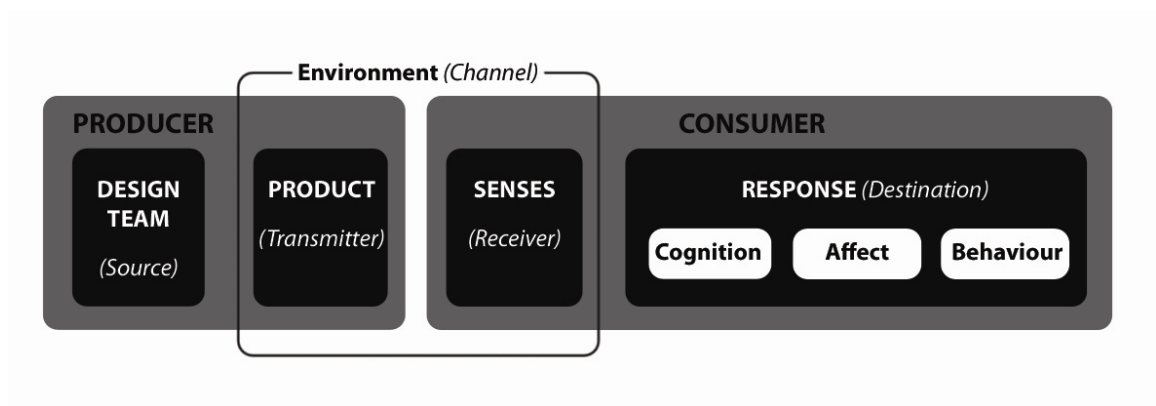 Environment (Channel)
PRODUCER
CONSUMER
DESIGN
TEAM
(Source)
PRODUCT
(Transmitter)
SENSES
(Receiver)
RESPONSE (Destination)
Cognition
Affect
Behaviour